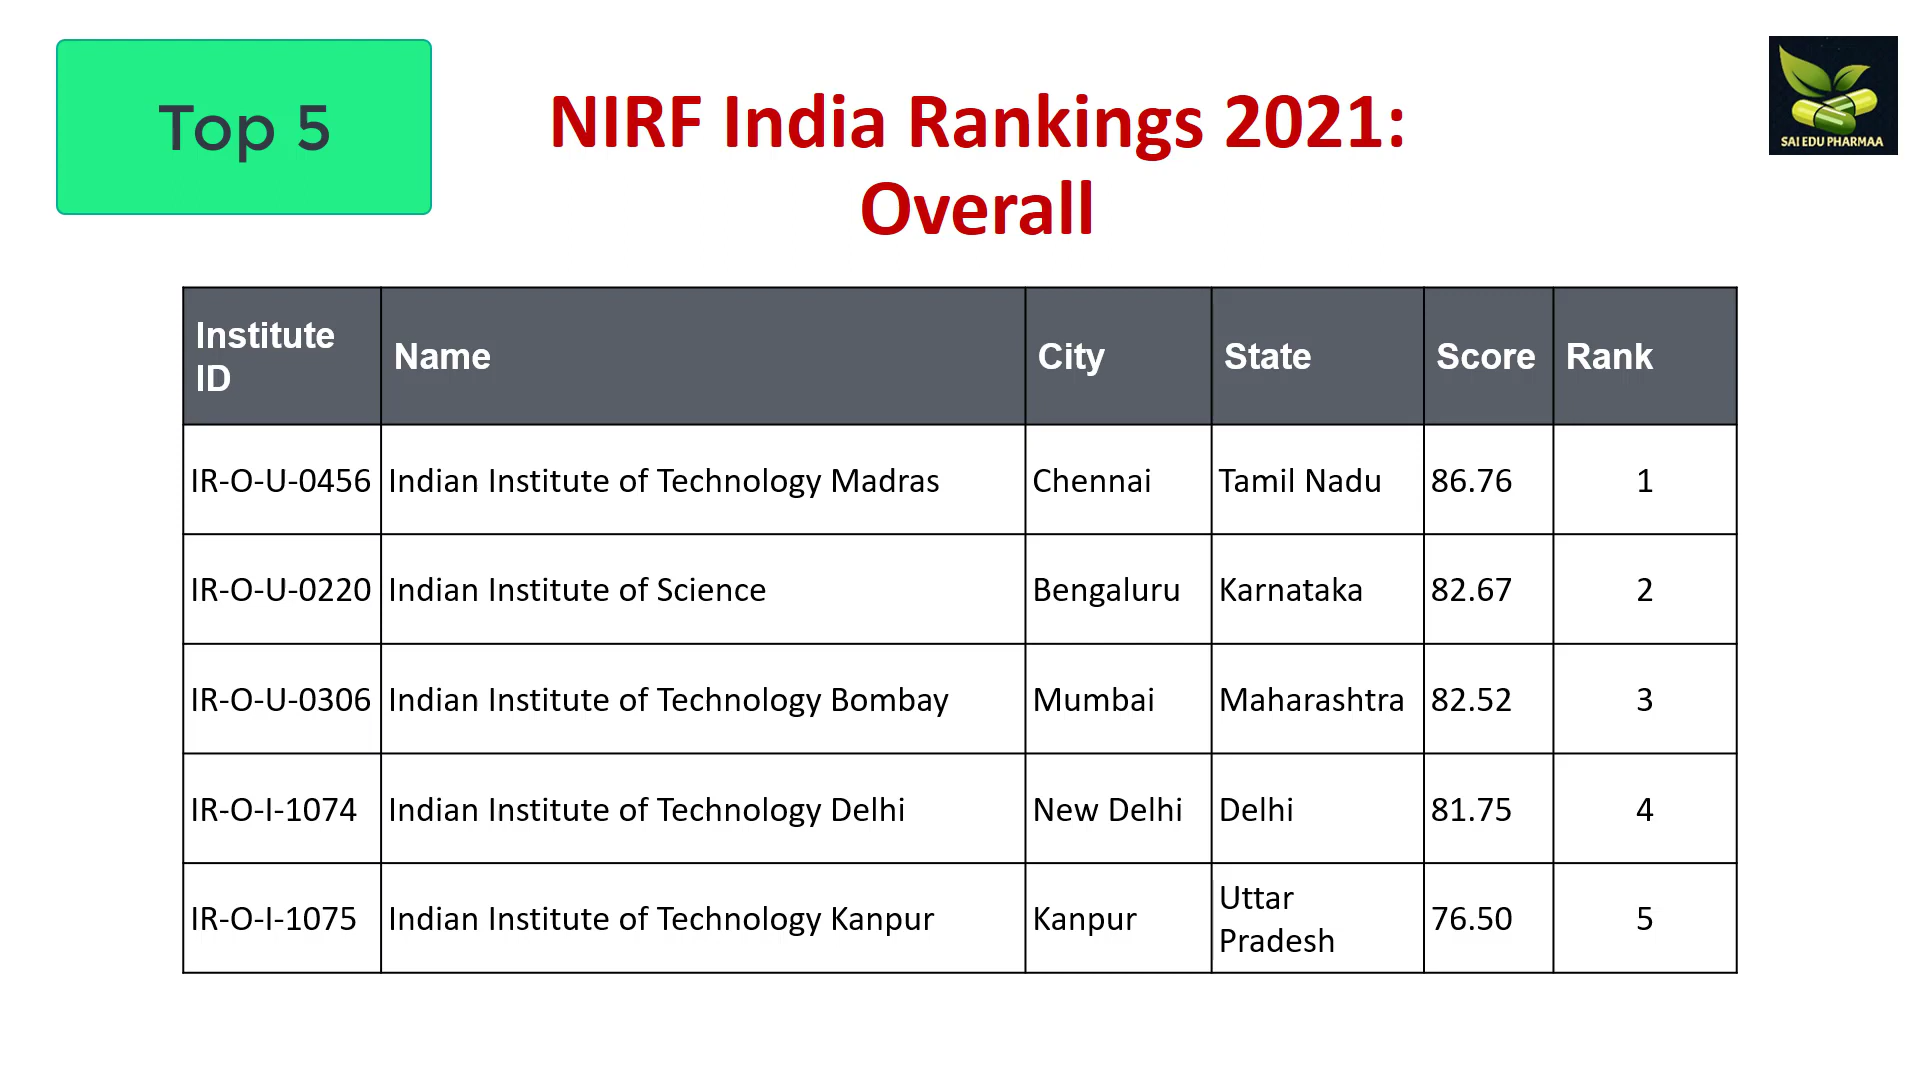 Top 5
NIRF India Rankings 2021:
Overall
SAI EDU PHARMAA
Institute ID Name City State Score Rank
IR-O-U-0456 Indian Institute of Technology Madras Chennai Tamil Nadu 86.76 1
IR-O-U-0220 Indian Institute of Science Bengaluru Karnataka 82.67 2
IR-O-U-0306 Indian Institute of Technology Bombay Mumbai Maharashtra 82.52 3
IR-O-I-1074 Indian Institute of Technology Delhi New Delhi Delhi 81.75 4
IR-O-I-1075 Indian Institute of Technology Kanpur Kanpur Uttar Pradesh 76.50 5